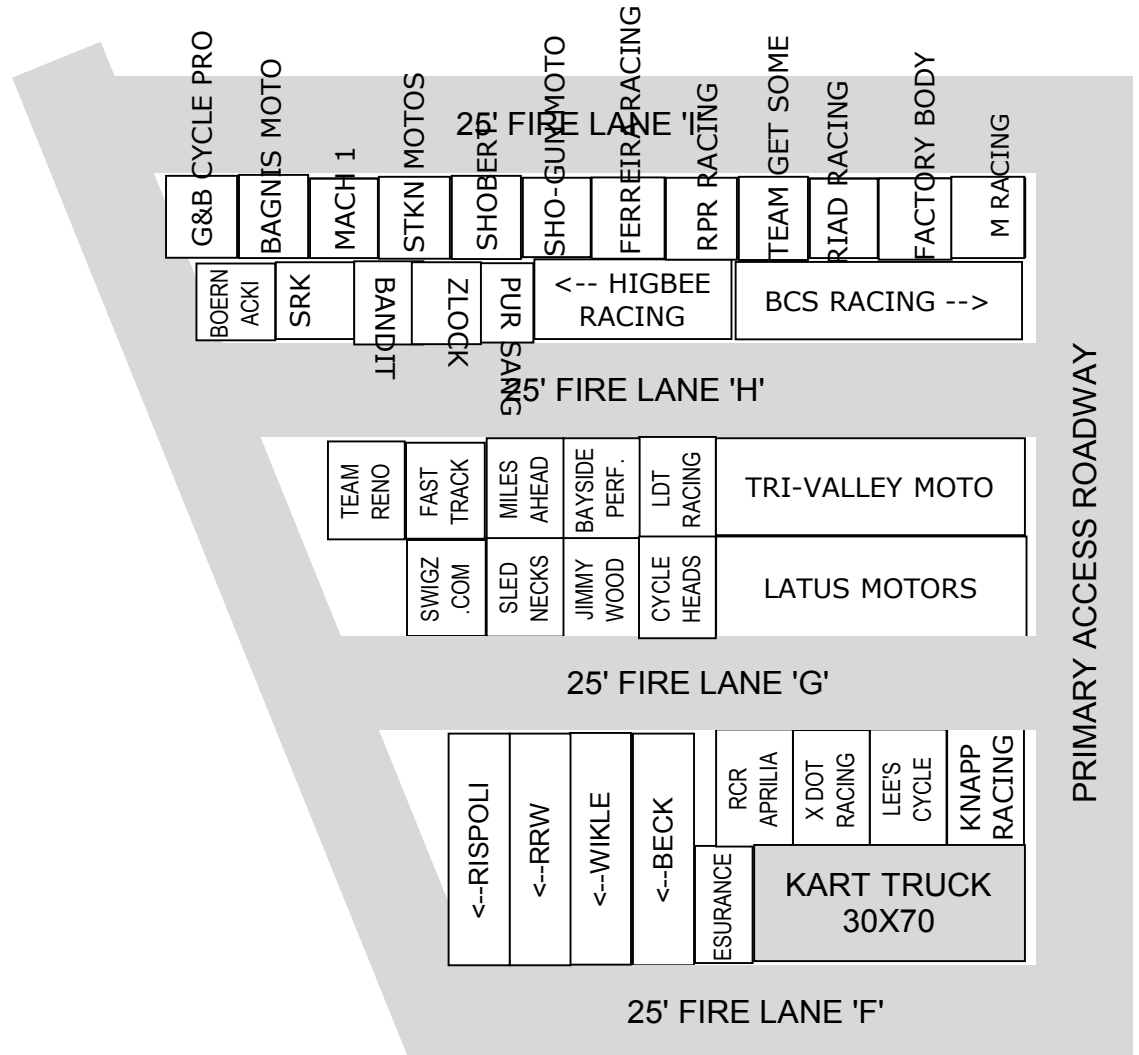 25' FIRE LANE 'I'
G&B CYCLE PRO
BAGNIS MOTO
MACH 1
STKN MOTOS
SHOBERT
SHO-GUN MOTO
FERREIRA RACING
RPR RACING
TEAM GET SOME
RIAD RACING
FACTORY BODY
M RACING
BOERN
ACKI
SRK
BANDIT
ZLOCK
PUR SANG
<-- HIGBEE
RACING
BCS RACING -->
25' FIRE LANE 'H'
TEAM
RENO
FAST
TRACK
MILES
AHEAD
BAYSIDE
PERF.
LDT
RACING
TRI-VALLEY MOTO
SWIGZ
.COM
SLED
NECKS
JIMMY
WOOD
CYCLE
HEADS
LATUS MOTORS
25' FIRE LANE 'G'
<--RISPOLI
<--RRW
<--WIKLE
<--BECK
RCR
APRILIA
X DOT
RACING
LEE'S
CYCLE
KNAPP
RACING
ESURANCE
KART TRUCK
30X70
25' FIRE LANE 'F'
PRIMARY ACCESS ROADWAY